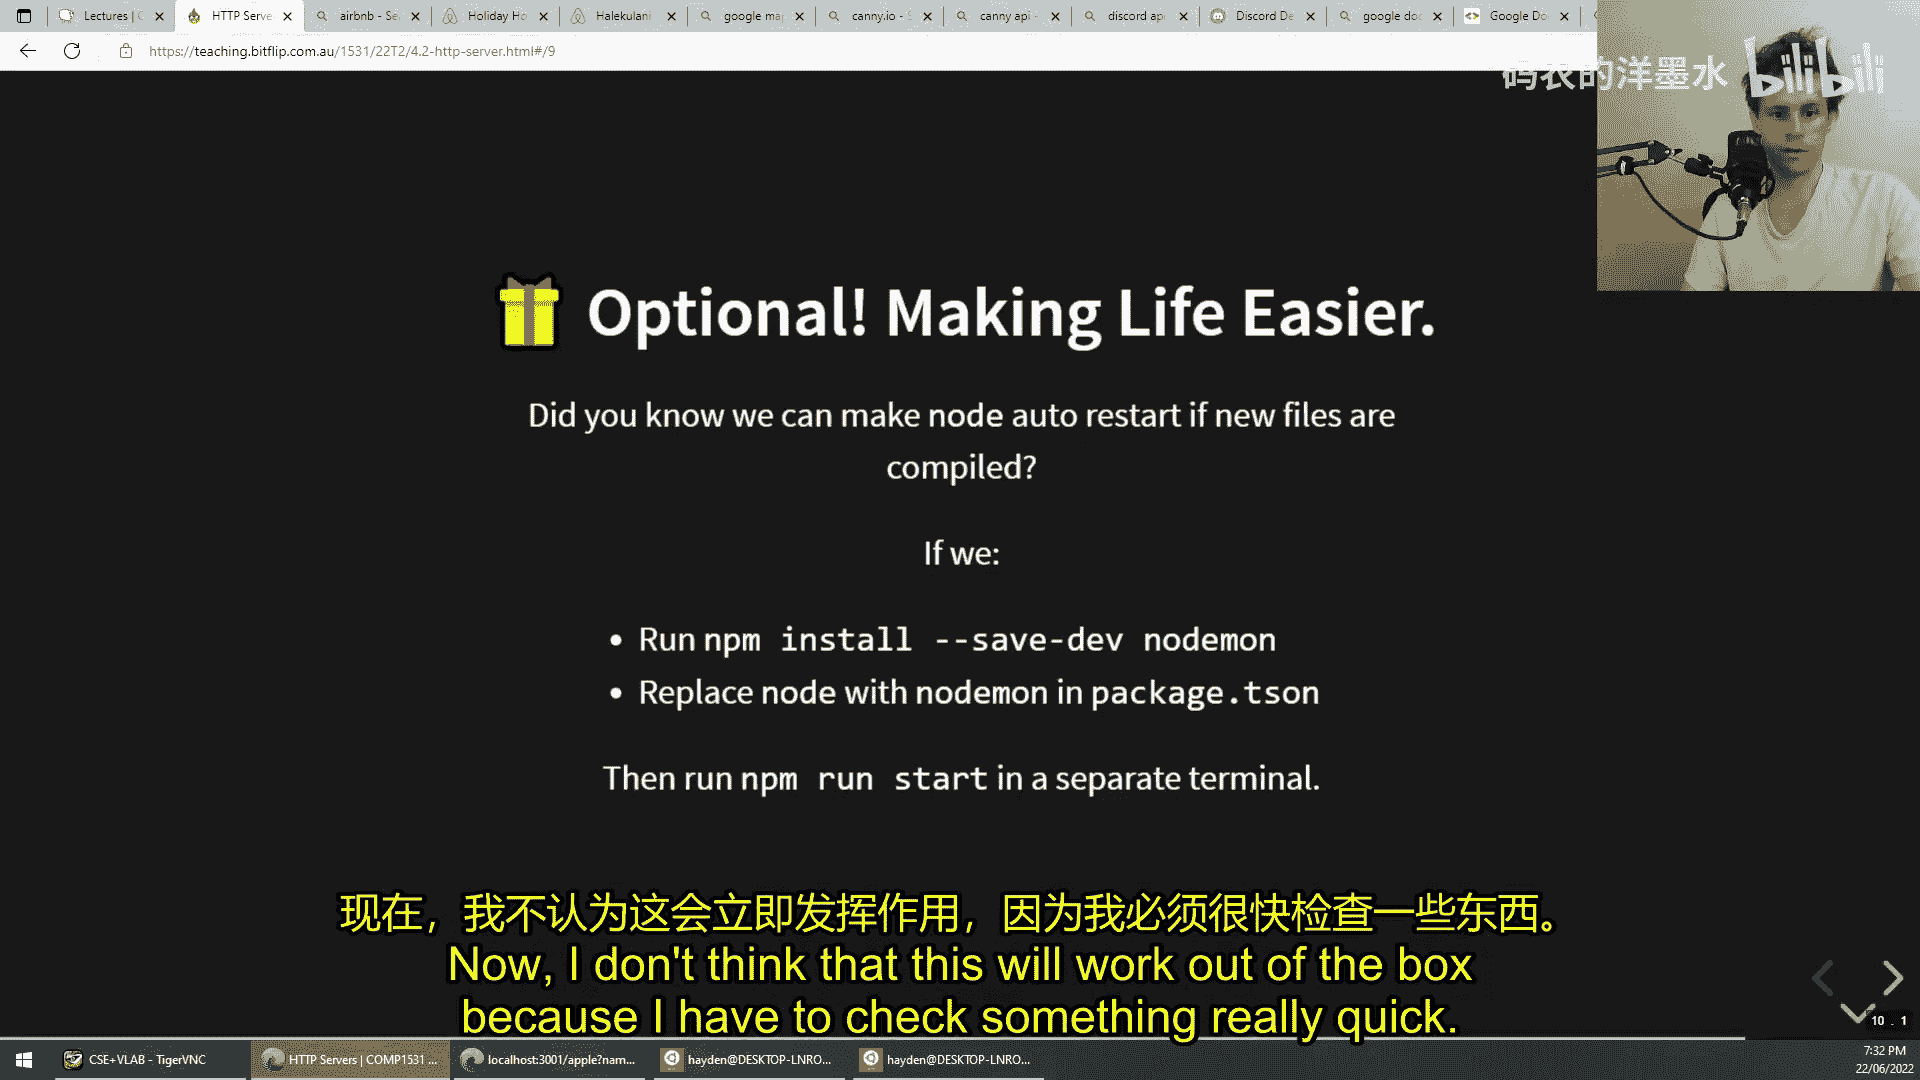 Lectures | C
HTTP Serve
airbnb - Se
Holiday Ho
Halekulani
google ma
canny.io - S
canny api -
discord ap
Discord De
google doc
Google Do
https://teaching.bitflip.com.au/1531/22T2/4.2-http-server.html#/9
码农的洋墨水 bilibili
Optional! Making Life Easier.
Did you know we can make node auto restart if new files are
compiled?
If we:
• Run npm install --save-dev nodemon
• Replace node with nodemon in package.tson
Then run npm run start in a separate terminal.
现在，我不认为这会立即发挥作用，因为我必须很快检查一些东西。
Now, I don't think that this will work out of the box
because I have to check something really quick.
10 . 1
CSE+VLAB - TigerVNC
HTTP Servers | COMP1531 ...
localhost:3001/apple?nam...
hayden@DESKTOP-LNRO...
hayden@DESKTOP-LNRO...
7:32 PM
22/06/2022